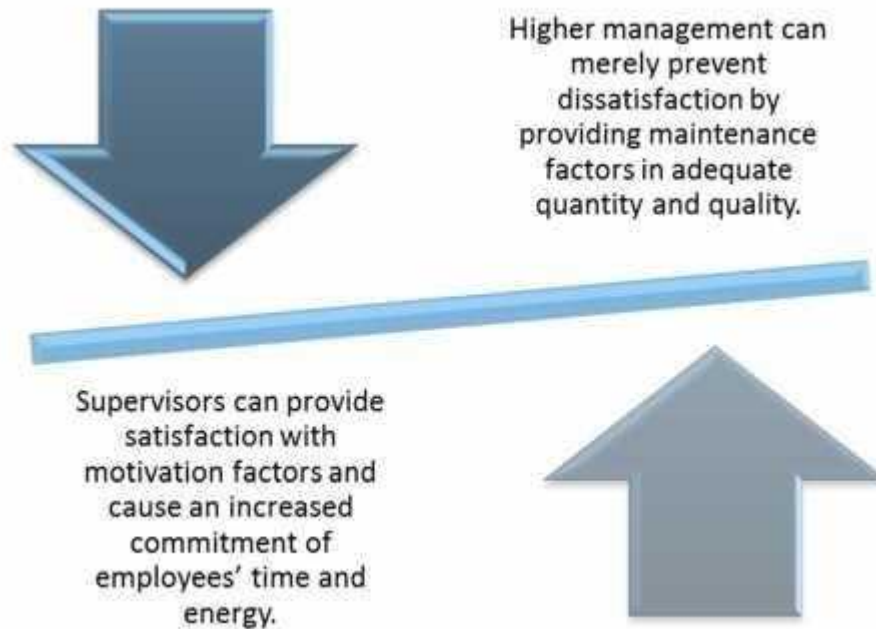 Higher management can
merely prevent
dissatisfaction by
providing maintenance
factors in adequate
quantity and quality.
Supervisors can provide
satisfaction with
motivation factors and
cause an increased
commitment of
employees’ time and
energy.